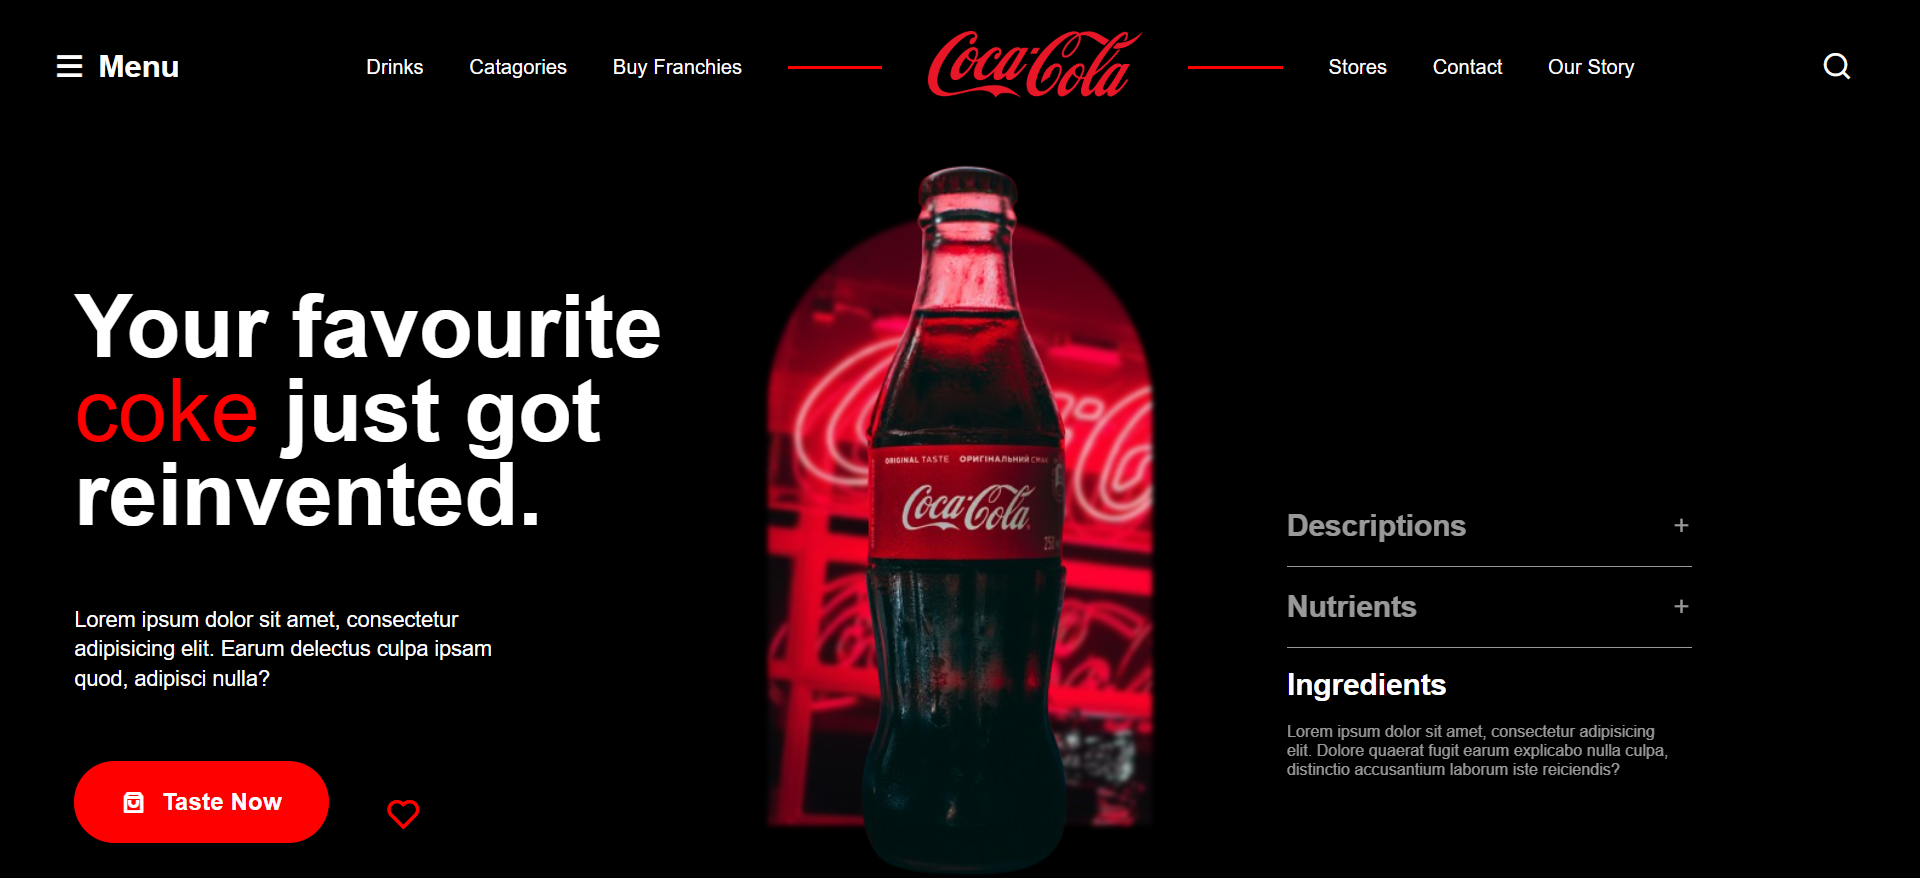 Menu
Drinks
Catagories
Buy Franchies
Coca-Cola
Stores
Contact
Our Story
Your favourite
coke just got
reinvented.
Lorem ipsum dolor sit amet, consectetur
adipisicing elit. Earum delectus culpa ipsam
quod, adipisci nulla?
Taste Now
ORIGINAL TASTE ОРИГІНАЛЬНИЙ СМАК
Coca-Cola
Descriptions +
Nutrients +
Ingredients
Lorem ipsum dolor sit amet, consectetur adipisicing
elit. Dolore quaerat fugit earum explicabo nulla culpa,
distinctio accusantium laborum iste reiciendis?